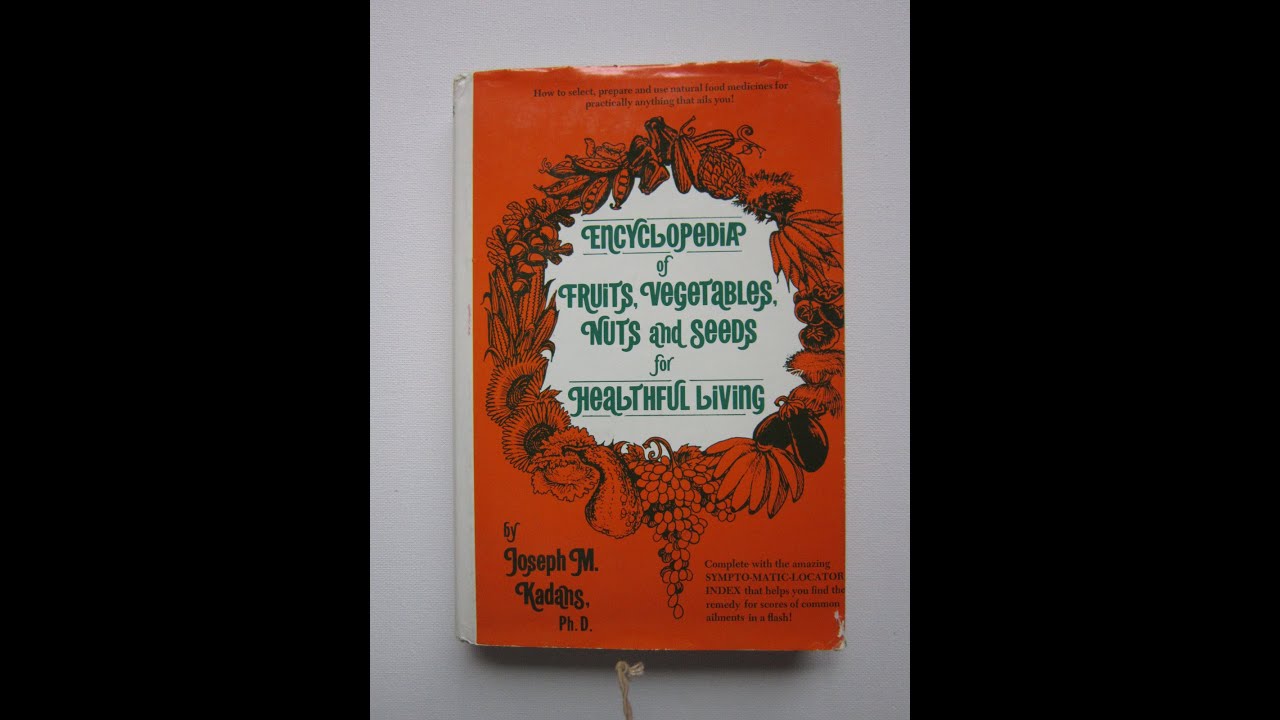 How to select, prepare and use natural food medicines for
practically anything that ails you!
Encyclopedia
of
Fruits, Vegetables,
Nuts and Seeds
for
Healthful Living
by
Joseph M.
Kadans,
Ph.D.
Complete with the amazing
SYMPTO-MATIC-LOCATOR
INDEX that helps you find the
remedy for scores of common
ailments in a flash!